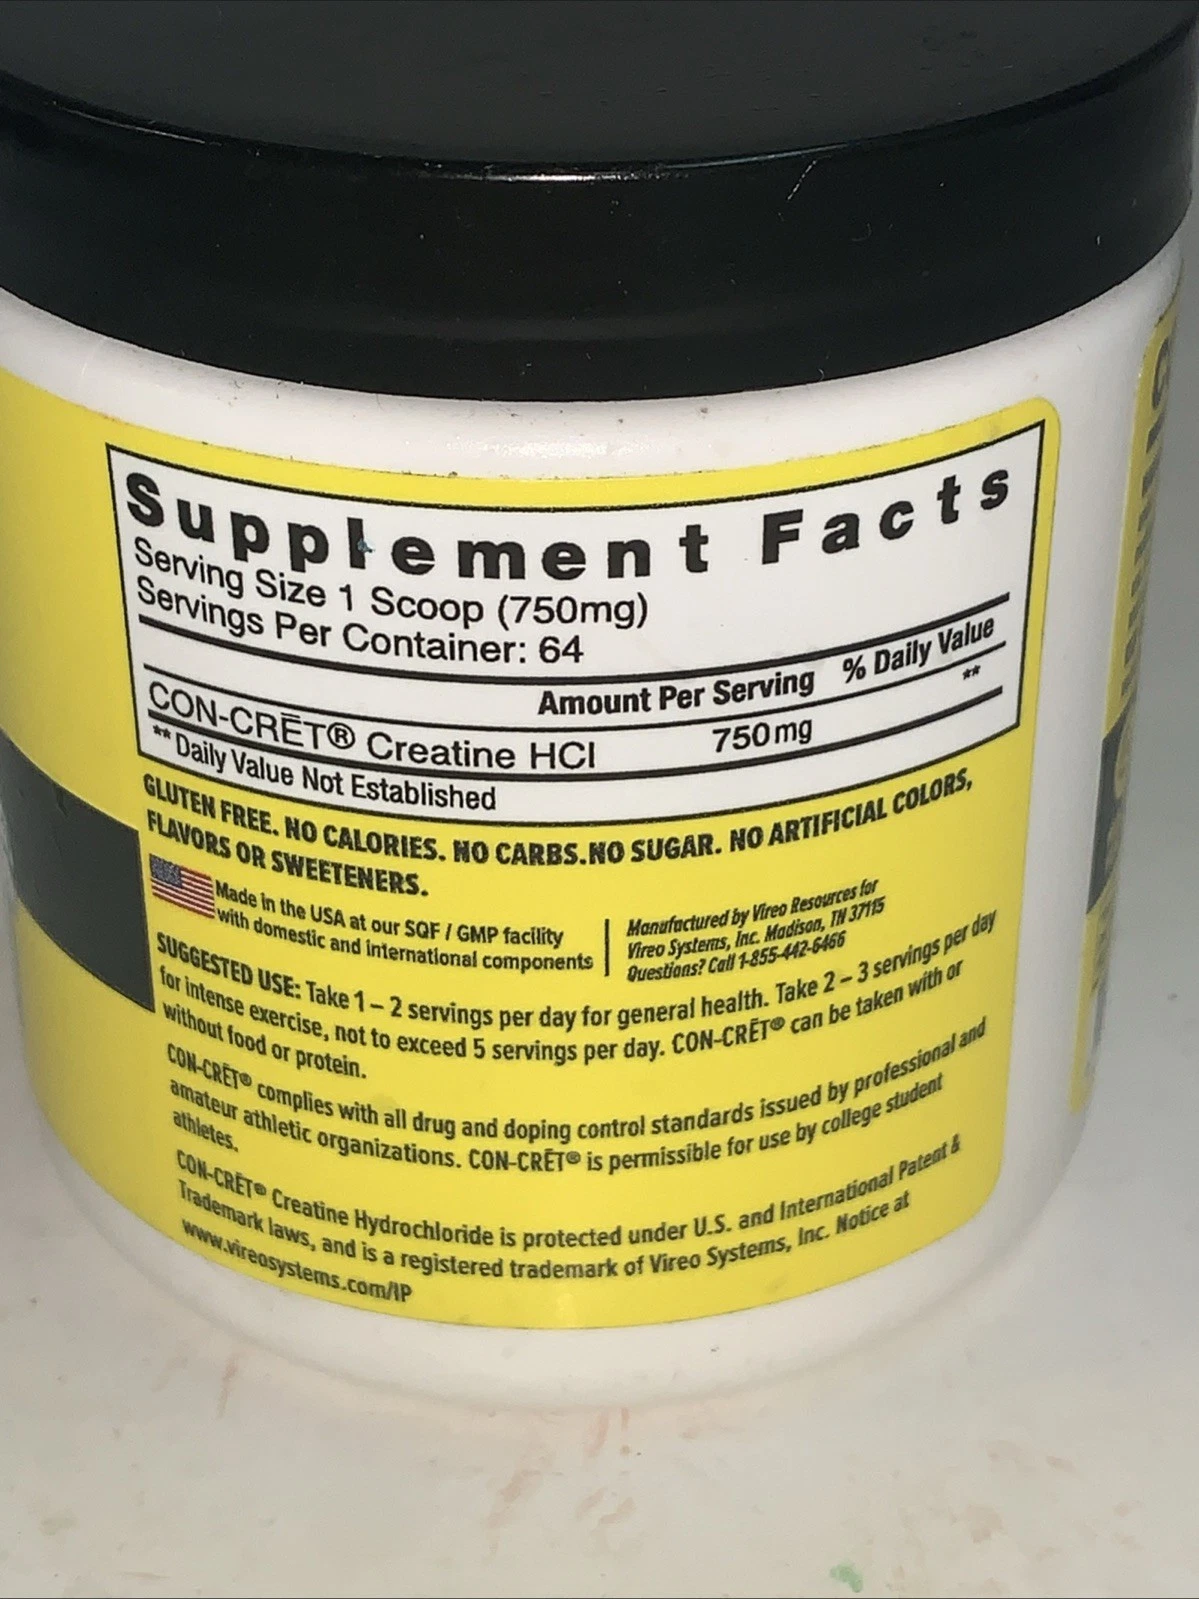 Supplement Facts
Serving Size 1 Scoop (750mg)
Servings Per Container: 64
Amount Per Serving % Daily Value
CON-CRĒT® Creatine HCl 750mg **
** Daily Value Not Established
GLUTEN FREE. NO CALORIES. NO CARBS. NO SUGAR. NO ARTIFICIAL COLORS,
FLAVORS OR SWEETENERS.
Made in the USA at our SQF / GMP facility
with domestic and international components
Manufactured by Vireo Resources for
Vireo Systems, Inc. Madison, TN 37115
Questions? Call 1-855-442-6466
SUGGESTED USE: Take 1 – 2 servings per day for general health. Take 2 – 3 servings per day
for intense exercise, not to exceed 5 servings per day. CON-CRĒT® can be taken with or
without food or protein.
CON-CRĒT® complies with all drug and doping control standards issued by professional and
amateur athletic organizations. CON-CRĒT® is permissible for use by college student
athletes.
CON-CRĒT® Creatine Hydrochloride is protected under U.S. and International Patent &
Trademark laws, and is a registered trademark of Vireo Systems, Inc. Notice at
www.vireosystems.com/IP